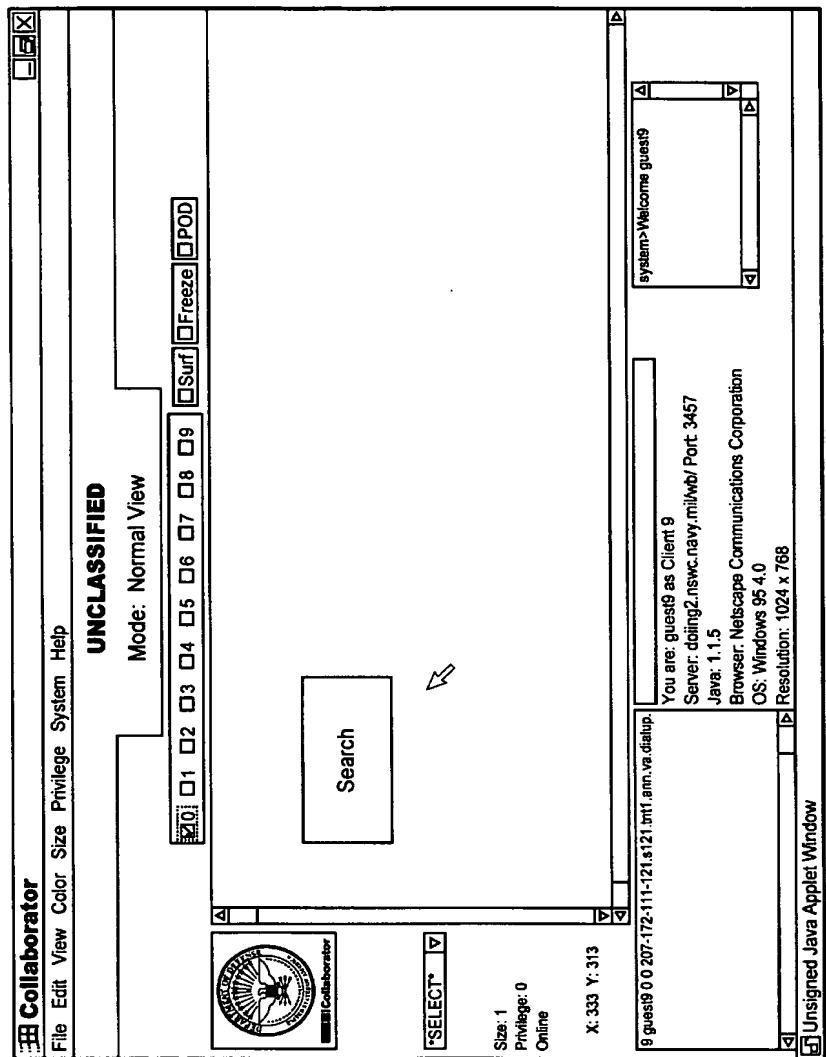 Collaborator
File Edit View Color Size Privilege System Help
UNCLASSIFIED
Mode: Normal View
0 1 2 3 4 5 6 7 8 9 Surf Freeze POD
DEPARTMENT OF DEFENSE
Collaborator
*SELECT*
Size: 1
Privilege: 0
Online
X: 333 Y: 313
Search
9 guest9 0 0 207-172-111-121.s121.tnt1.ann.va.dialup.
You are: guest9 as Client 9
Server: doiing2.nswc.navy.mil/wb/ Port: 3457
Java: 1.1.5
Browser: Netscape Communications Corporation
OS: Windows 95 4.0
Resolution: 1024 x 768
system>Welcome guest9
Unsigned Java Applet Window